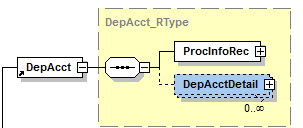 DepAcct_RType
ProcInfoRec
DepAcct
DepAcctDetail
0..∞